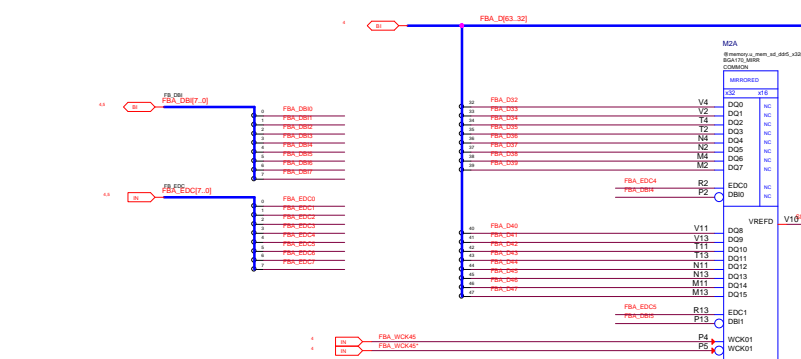 4 BI FBA_D[63..32]
M2A
BGA170_MIRR
COMMON
MIRRORED
x32 x16
FB_DBI
4.6 BI FBA_DBI[7..0]
0 FBA_DBI0
1 FBA_DBI1
2 FBA_DBI2
3 FBA_DBI3
4 FBA_DBI4
5 FBA_DBI5
6 FBA_DBI6
7 FBA_DBI7
32 FBA_D32 V4 DQ0 NC
33 FBA_D33 V2 DQ1 NC
34 FBA_D34 T4 DQ2 NC
35 FBA_D35 T2 DQ3 NC
36 FBA_D36 N4 DQ4 NC
37 FBA_D37 N2 DQ5 NC
38 FBA_D38 M4 DQ6 NC
39 FBA_D39 M2 DQ7 NC
FB_EDC
IN FBA_EDC[7..0]
0 FBA_EDC0
1 FBA_EDC1
2 FBA_EDC2
3 FBA_EDC3
4 FBA_EDC4
5 FBA_EDC5
6 FBA_EDC6
7 FBA_EDC7
FBA_EDC4 R2 EDC0 NC
FBA_DBI4 P2 DBI0 NC
VREFD V10
40 FBA_D40 V11 DQ8
41 FBA_D41 V13 DQ9
42 FBA_D42 T11 DQ10
43 FBA_D43 T13 DQ11
44 FBA_D44 N11 DQ12
45 FBA_D45 N13 DQ13
46 FBA_D46 M11 DQ14
47 FBA_D47 M13 DQ15
FBA_EDC5 R13 EDC1
FBA_DBI5 P13 DBI1
4 IN FBA_WCK45 P4 WCK01
4 IN FBA_WCK45* P5 WCK01